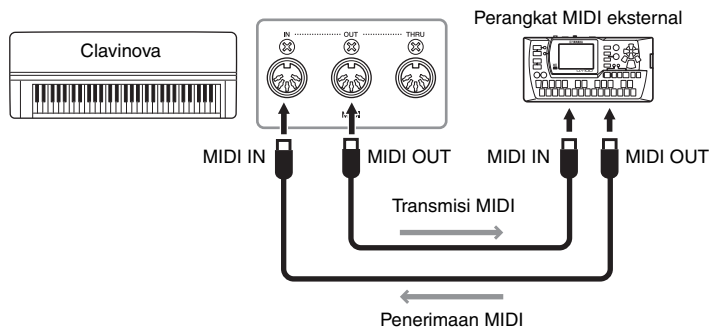 Perangkat MIDI eksternal
Clavinova
IN OUT THRU
MIDI IN MIDI OUT MIDI IN MIDI OUT
Transmisi MIDI
Penerimaan MIDI